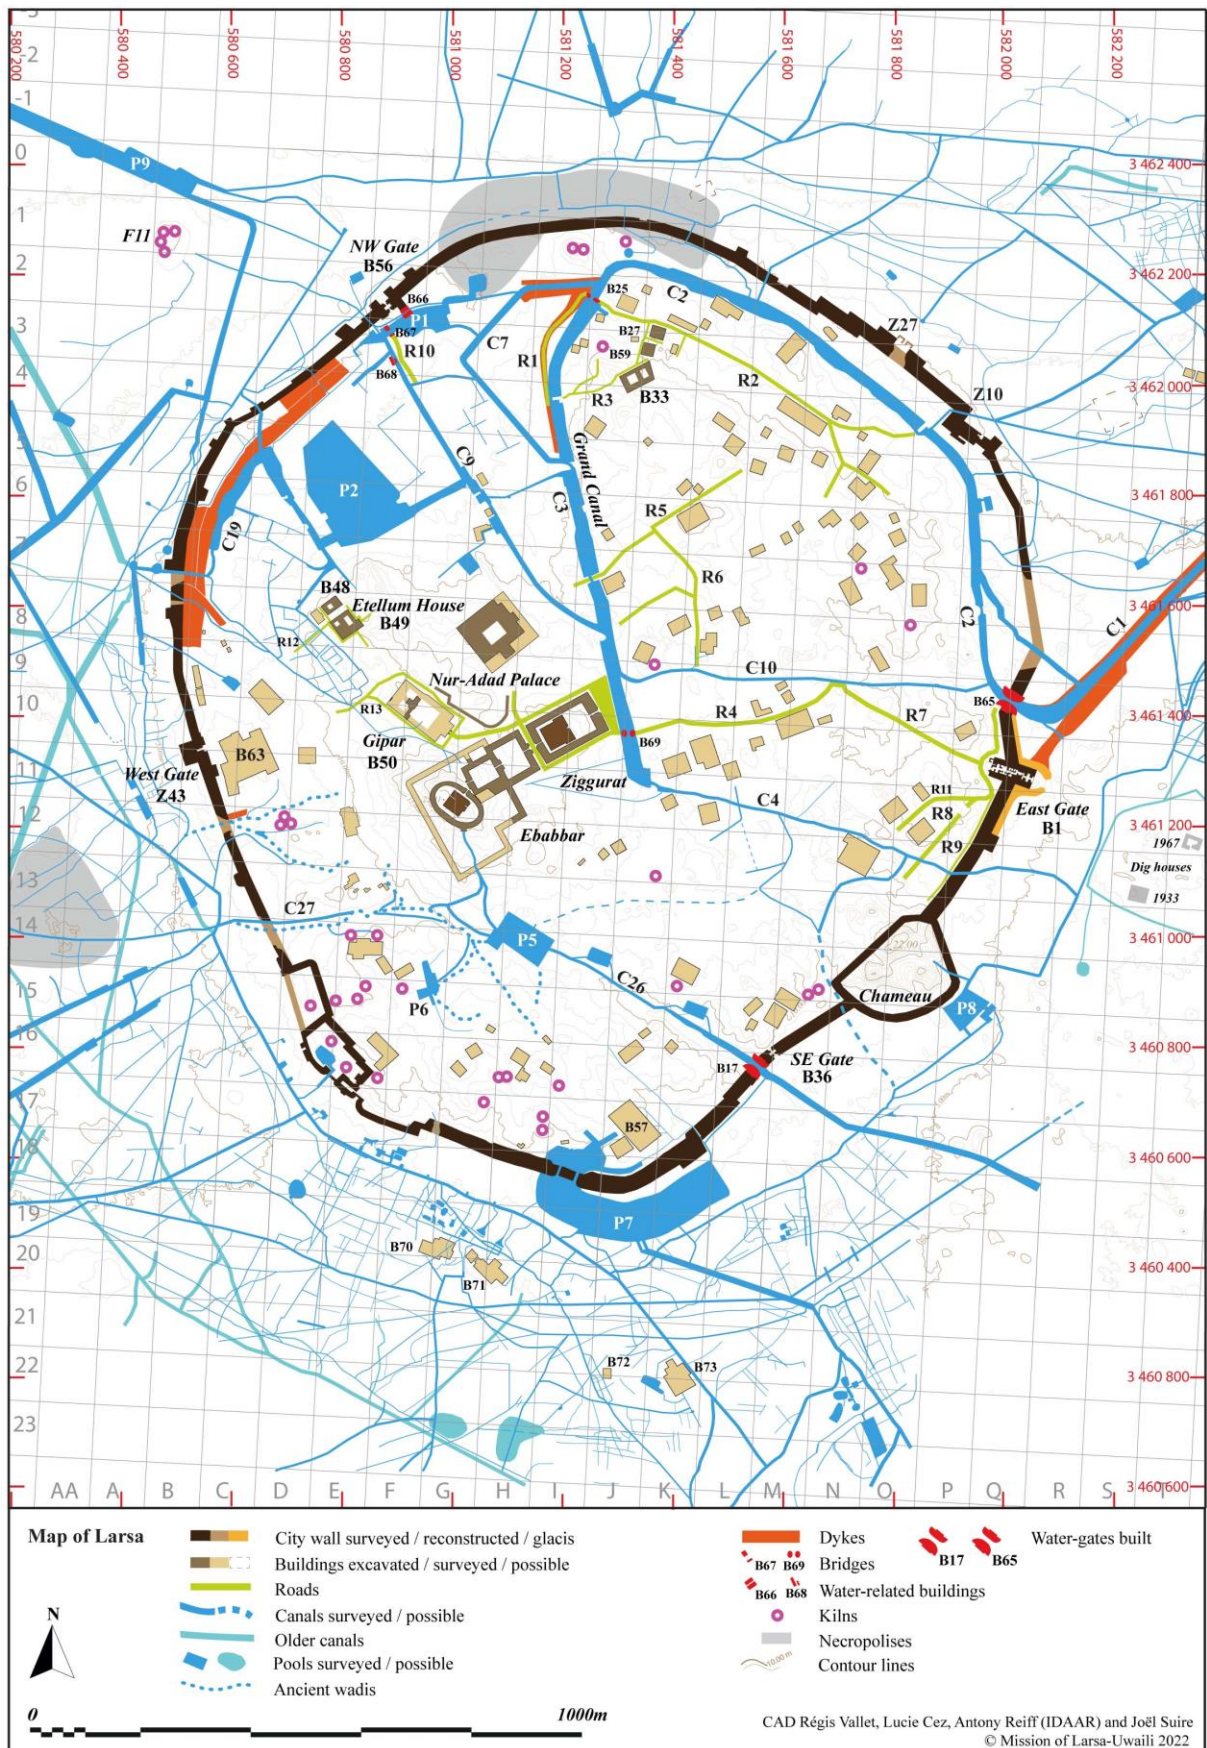 580 200
580 400
580 600
580 800
581 000
581 200
581 400
581 600
581 800
582 000
582 200
-2
-1
0
1
2
3
4
6
7
8
9
10
11
12
13
14
15
16
17
18
19
20
21
22
23
3 462 400
3 462 200
3 462 000
3 461 800
3 461 600
3 461 400
3 461 200
3 461 000
3 460 800
3 460 600
3 460 400
3 460 800
3 460 600
P9
F11
NW Gate
B56
B66
P1
B67
R10
B68
C7
R1
B25
C2
B27
B59
R3
B33
R2
Z27
Z10
C9
P2
C19
Grand Canal
C3
R5
R6
C2
C1
B48
Etellum House
B49
R12
C10
Nur-Adad Palace
R13
R4
R7
B65
Gipar
B50
B63
B69
Ziggurat
West Gate
Z43
C4
R11
R8
R9
East Gate
B1
Ebabbar
1967
Dig houses
1933
C27
P5
22.00
C26
Chameau
P6
P8
SE Gate
B36
B17
B57
P7
B70
B71
B72
B73
AA A B C D E F G H I J K L M N O P Q R S
Map of Larsa
N
0 1000m
City wall surveyed / reconstructed / glacis
Buildings excavated / surveyed / possible
Roads
Canals surveyed / possible
Older canals
Pools surveyed / possible
Ancient wadis
Dykes
B67 B69 Bridges
B66 B68 Water-related buildings
Kilns
Necropolises
10.00 m Contour lines
Water-gates built
B17 B65
CAD Régis Vallet, Lucie Cez, Antony Reiff (IDAAR) and Joël Suire
© Mission of Larsa-Uwaili 2022